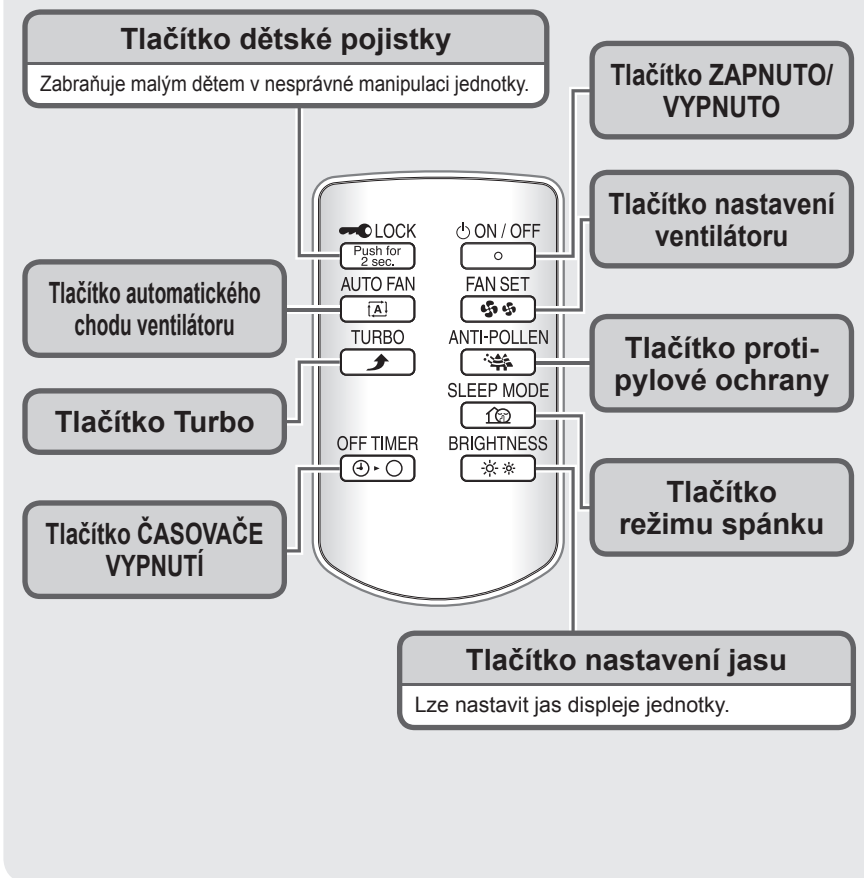 Tlačítko dětské pojistky
Zabraňuje malým dětem v nesprávné manipulaci jednotky.
Tlačítko ZAPNUTO/
VYPNUTO
Tlačítko nastavení
ventilátoru
LOCK
ON / OFF
Push for
2 sec.
AUTO FAN
FAN SET
A
Tlačítko automatického
chodu ventilátoru
TURBO
ANTI-POLLEN
Tlačítko proti-
pylové ochrany
SLEEP MODE
Tlačítko Turbo
OFF TIMER
BRIGHTNESS
Tlačítko
režimu spánku
Tlačítko ČASOVAČE
VYPNUTÍ
Tlačítko nastavení jasu
Lze nastavit jas displeje jednotky.